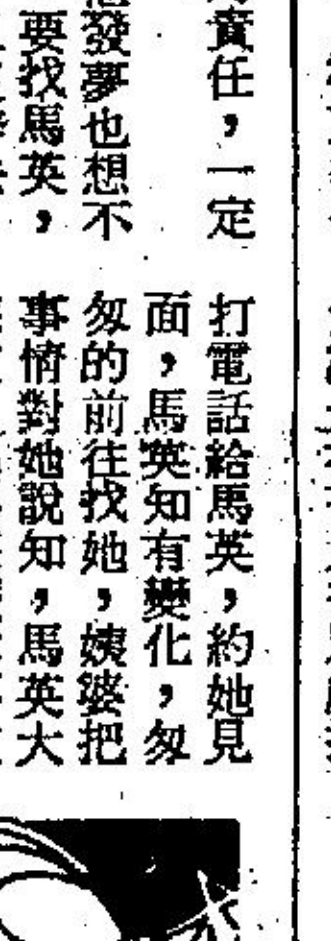 責任，一定
發夢也想不
要找馬英，
打電話給馬英，約她見
面，馬英知有變化，匆
匆的前往找她，姨婆把
事情對她說知，馬英大